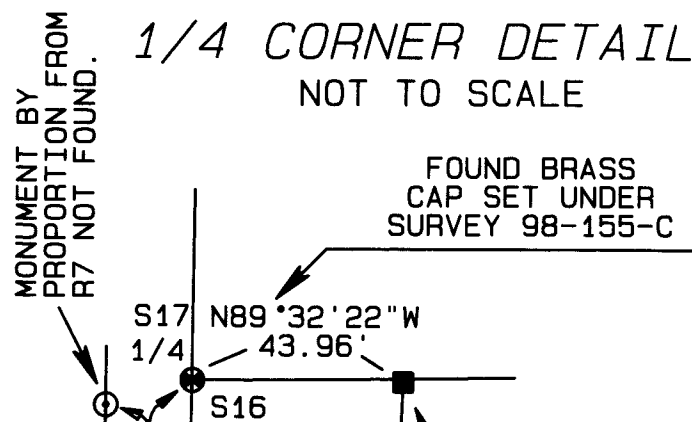 1/4 CORNER DETAIL
NOT TO SCALE
MONUMENT BY
PROPORTION FROM
R7 NOT FOUND.
FOUND BRASS
CAP SET UNDER
SURVEY 98-155-C
S17 N89°32'22"W
1/4 43.96'
S16